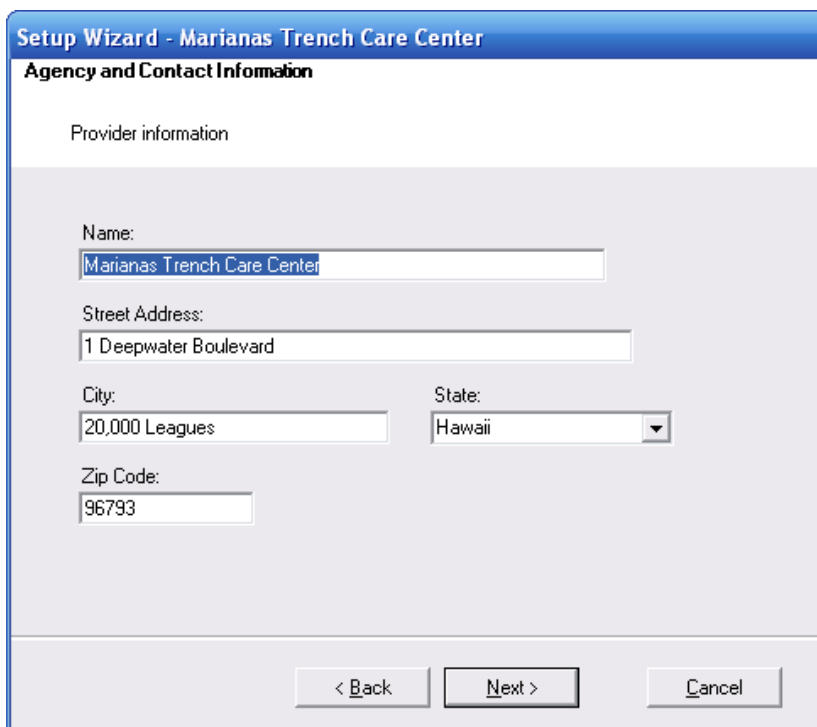 Setup Wizard - Marianas Trench Care Center
Agency and Contact Information
Provider information
Name:
Marianas Trench Care Center
Street Address:
1 Deepwater Boulevard
City: State:
20,000 Leagues Hawaii
Zip Code:
96793
< Back Next > Cancel